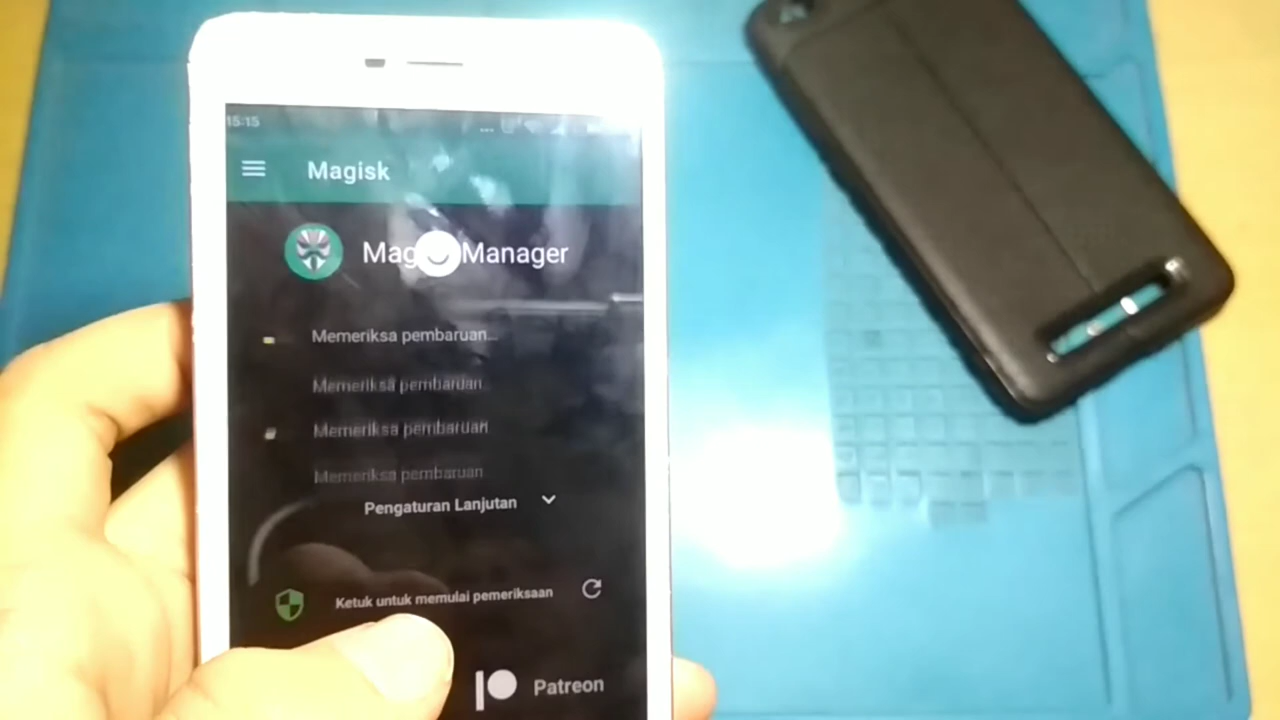 15:15
Magisk
Mag Manager
Memeriksa pembaruan...
Memeriksa pembaruan
Memeriksa pembaruan
Memeriksa pembaruan
Pengaturan Lanjutan
Ketuk untuk memulai pemeriksaan
Patreon